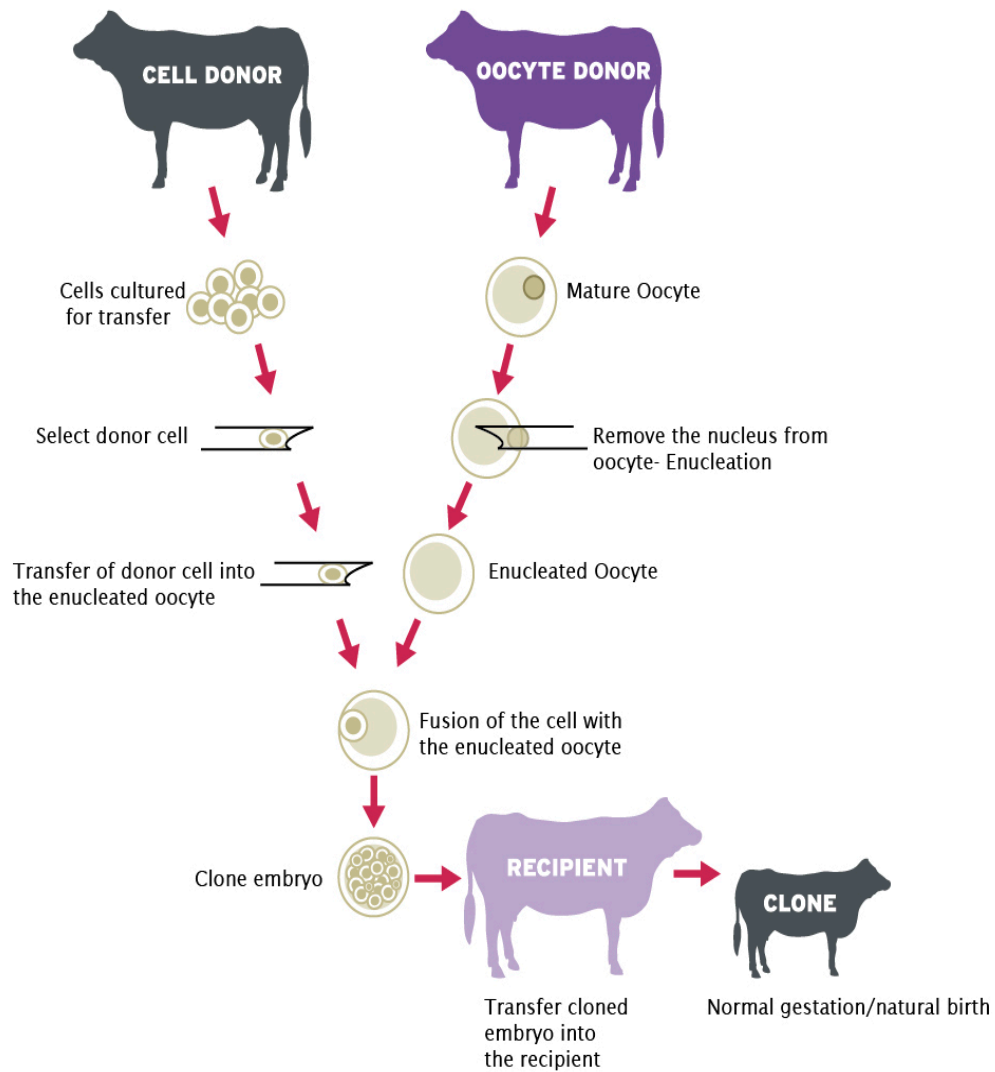 CELL DONOR
OOCYTE DONOR
Cells cultured
for transfer
Mature Oocyte
Select donor cell
Remove the nucleus from
oocyte- Enucleation
Transfer of donor cell into
the enucleated oocyte
Enucleated Oocyte
Fusion of the cell with
the enucleated oocyte
Clone embryo
RECIPIENT
CLONE
Transfer cloned
embryo into
the recipient
Normal gestation/natural birth